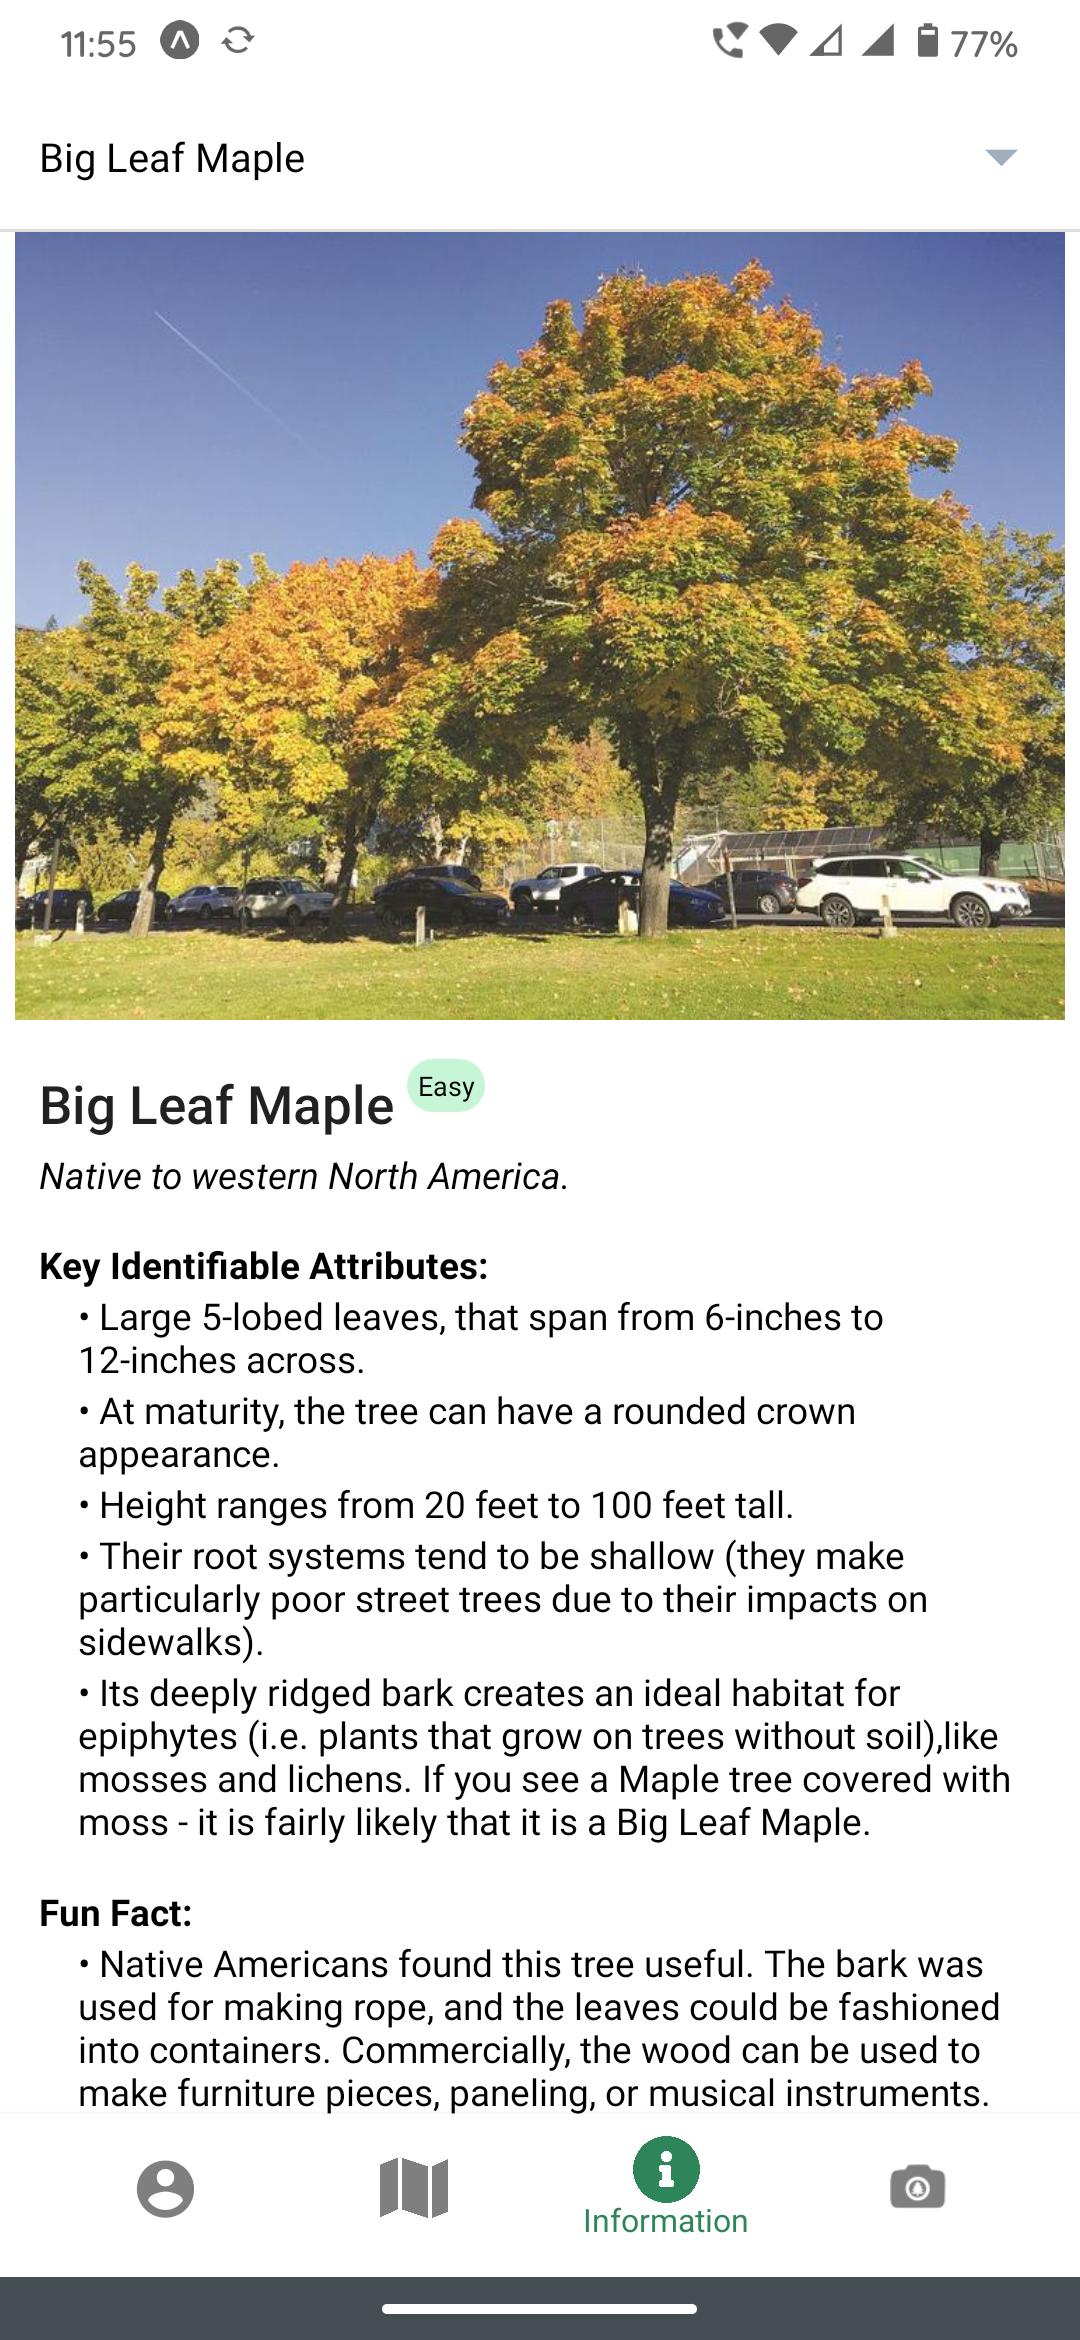 11:55
77%
Big Leaf Maple
Big Leaf Maple
Easy
Native to western North America.
Key Identifiable Attributes:
• Large 5-lobed leaves, that span from 6-inches to
12-inches across.
• At maturity, the tree can have a rounded crown
appearance.
• Height ranges from 20 feet to 100 feet tall.
• Their root systems tend to be shallow (they make
particularly poor street trees due to their impacts on
sidewalks).
• Its deeply ridged bark creates an ideal habitat for
epiphytes (i.e. plants that grow on trees without soil),like
mosses and lichens. If you see a Maple tree covered with
moss - it is fairly likely that it is a Big Leaf Maple.
Fun Fact:
• Native Americans found this tree useful. The bark was
used for making rope, and the leaves could be fashioned
into containers. Commercially, the wood can be used to
make furniture pieces, paneling, or musical instruments.
Information